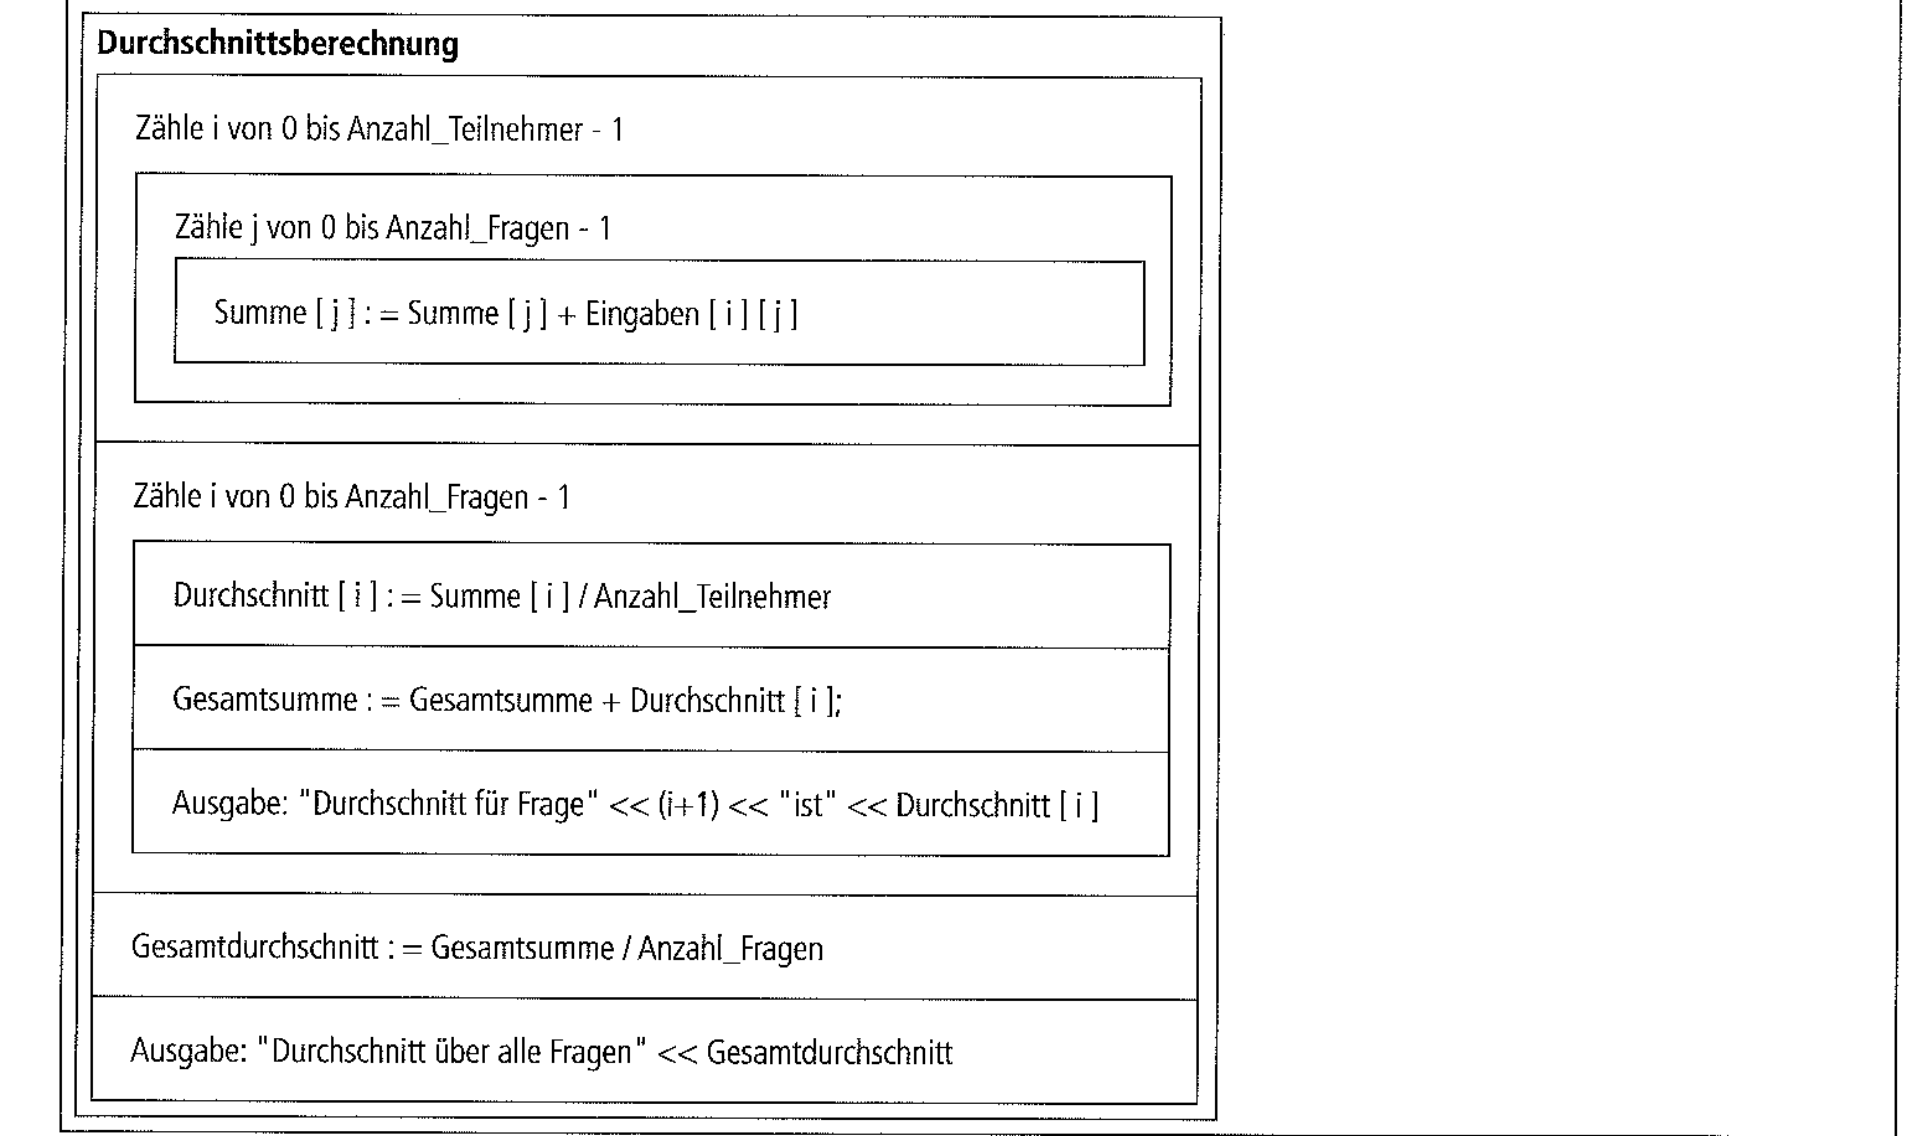 Durchschnittsberechnung
Zähle i von 0 bis Anzahl_Teilnehmer - 1
Zähle j von 0 bis Anzahl_Fragen - 1
Summe [ j ] : = Summe [ j ] + Eingaben [ i ] [ j ]
Zähle i von 0 bis Anzahl_Fragen - 1
Durchschnitt [ i ] : = Summe [ i ] / Anzahl_Teilnehmer
Gesamtsumme : = Gesamtsumme + Durchschnitt [ i ];
Ausgabe: "Durchschnitt für Frage" << (i+1) << "ist" << Durchschnitt [ i ]
Gesamtdurchschnitt : = Gesamtsumme / Anzahl_Fragen
Ausgabe: "Durchschnitt über alle Fragen" << Gesamtdurchschnitt